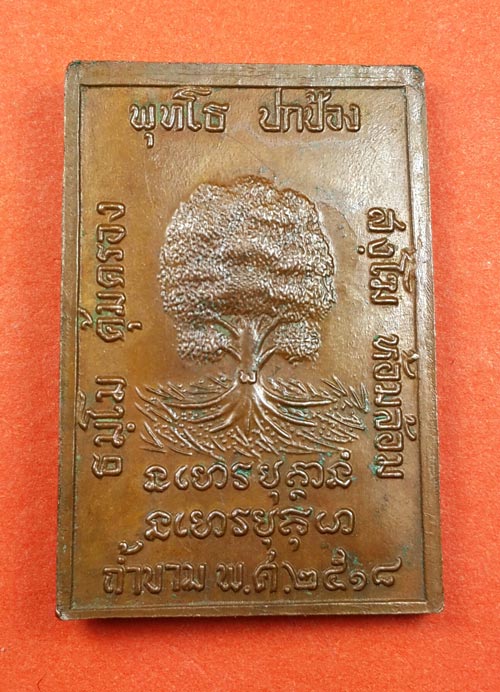 พุทโธ ปกป้อง
ธมฺโม คุ้มครอง
สงฺโฆ ห้อมล้อม
ถ้ำขาม พ.ศ.๒๕๑๘